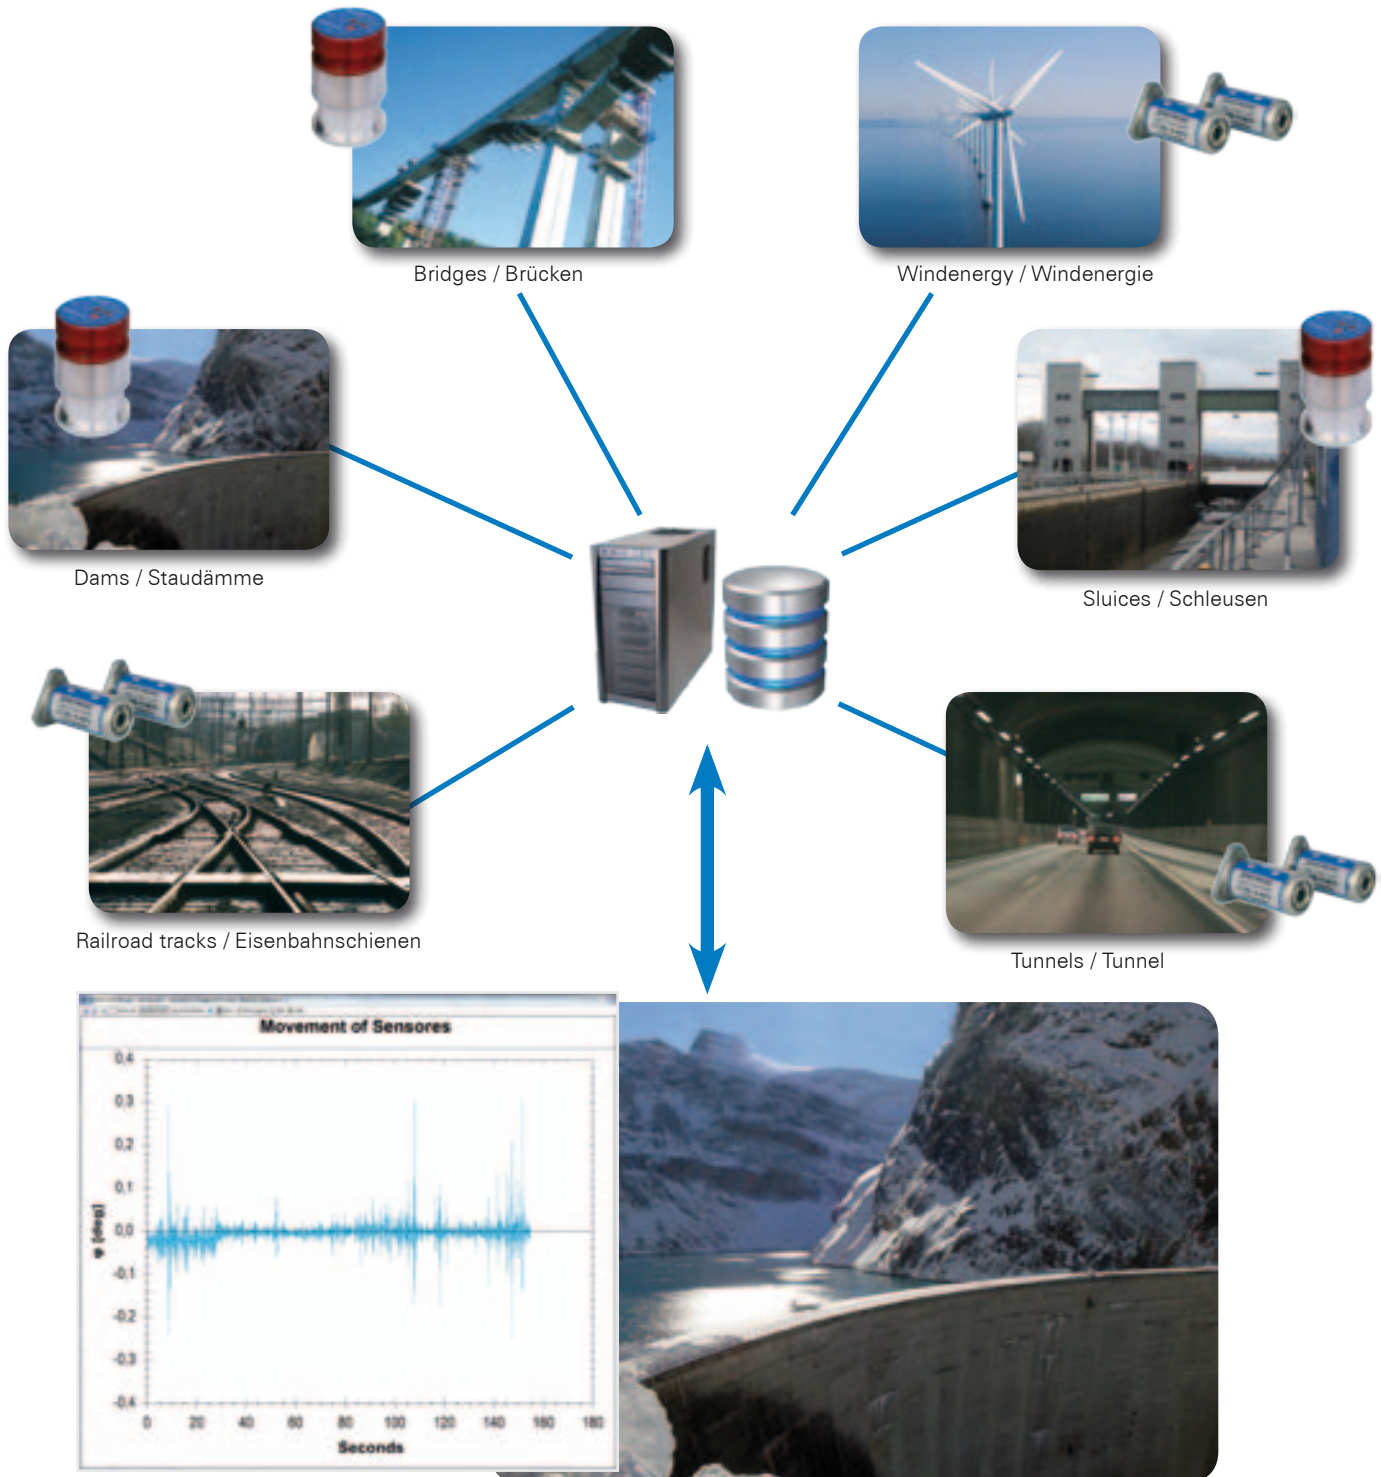 Bridges / Brücken
Windenergy / Windenergie
Dams / Staudämme
Sluices / Schleusen
Railroad tracks / Eisenbahnschienen
Tunnels / Tunnel
Movement of Sensores
0,4
0,3
0,2
0,1
0,0
-0,1
-0,2
-0,3
-0,4
φ [deg]
0 20 40 60 80 100 120 140 160 180
Seconds